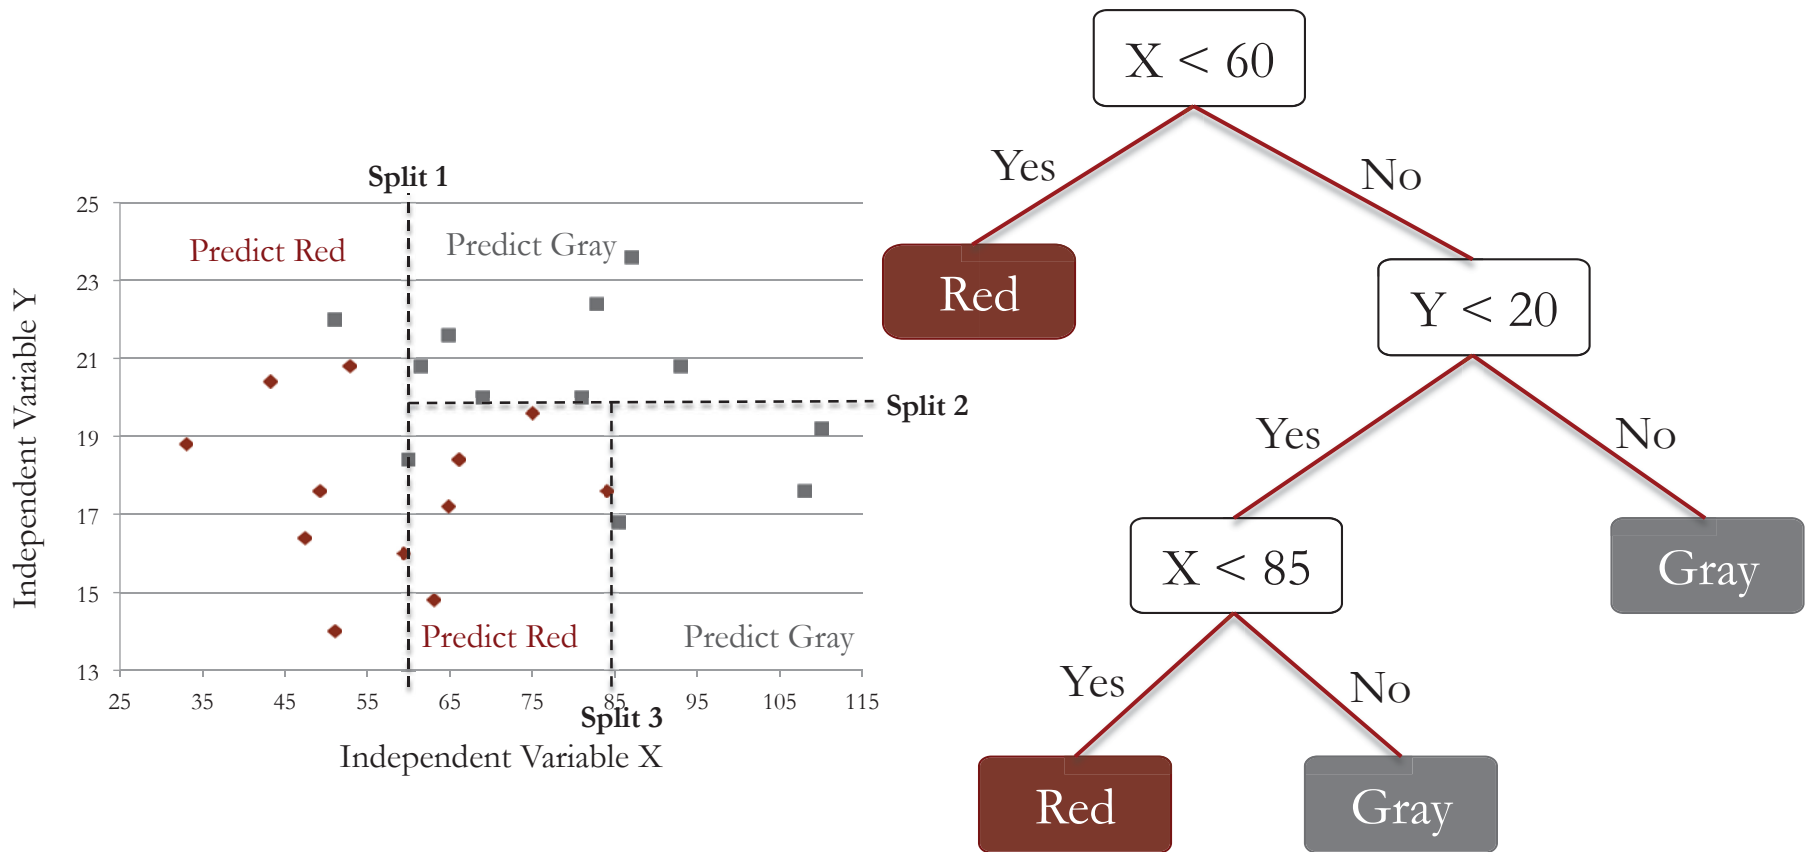 Split 1
25
23
21
19
17
15
13
Independent Variable Y
Predict Red
Predict Gray
Split 2
Predict Red
Predict Gray
25 35 45 55 65 75 85 95 105 115
Split 3
Independent Variable X
X < 60
Yes
No
Red
Y < 20
Yes
No
X < 85
Gray
Yes
No
Red
Gray